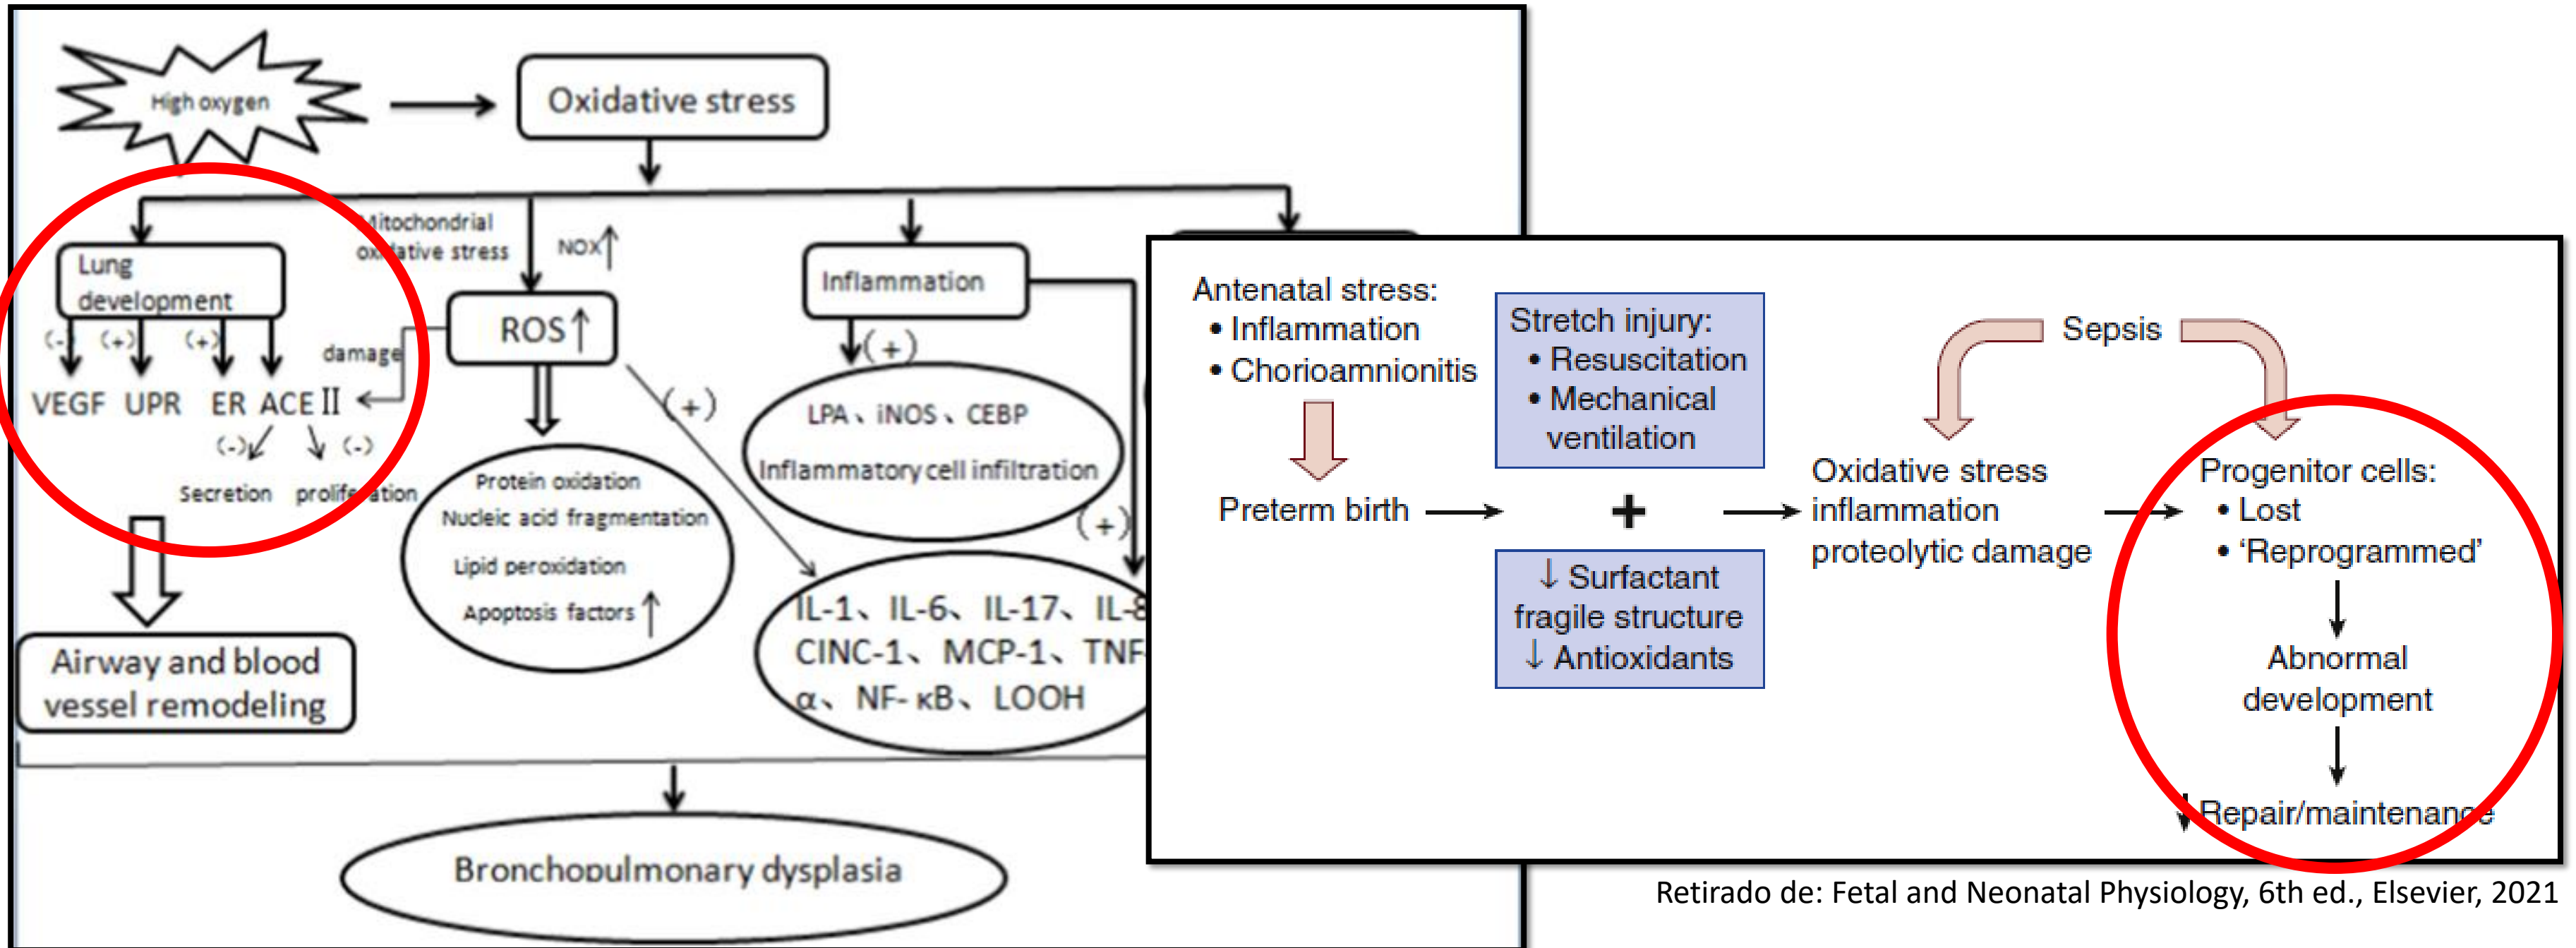 High oxygen
Oxidative stress
Mitochondrial
oxidative stress
NOX↑
Lung
development
ROS↑
Inflammation
(-) (+) (+)
damage
(+)
VEGF UPR ER ACE II
(+)
LPA、iNOS、CEBP
Inflammatory cell infiltration
(-) (-)
Secretion proliferation
Protein oxidation
Nucleic acid fragmentation
Lipid peroxidation
Apoptosis factors ↑
(+)
IL-1、IL-6、IL-17、IL-8
CINC-1、MCP-1、TNF-
α、NF-κB、LOOH
Airway and blood
vessel remodeling
Bronchopulmonary dysplasia
Antenatal stress:
• Inflammation
• Chorioamnionitis
Preterm birth
Stretch injury:
• Resuscitation
• Mechanical
ventilation
+
↓ Surfactant
fragile structure
↓ Antioxidants
Sepsis
Oxidative stress
inflammation
proteolytic damage
Progenitor cells:
• Lost
• ‘Reprogrammed’
Abnormal
development
↓ Repair/maintenance
Retirado de: Fetal and Neonatal Physiology, 6th ed., Elsevier, 2021